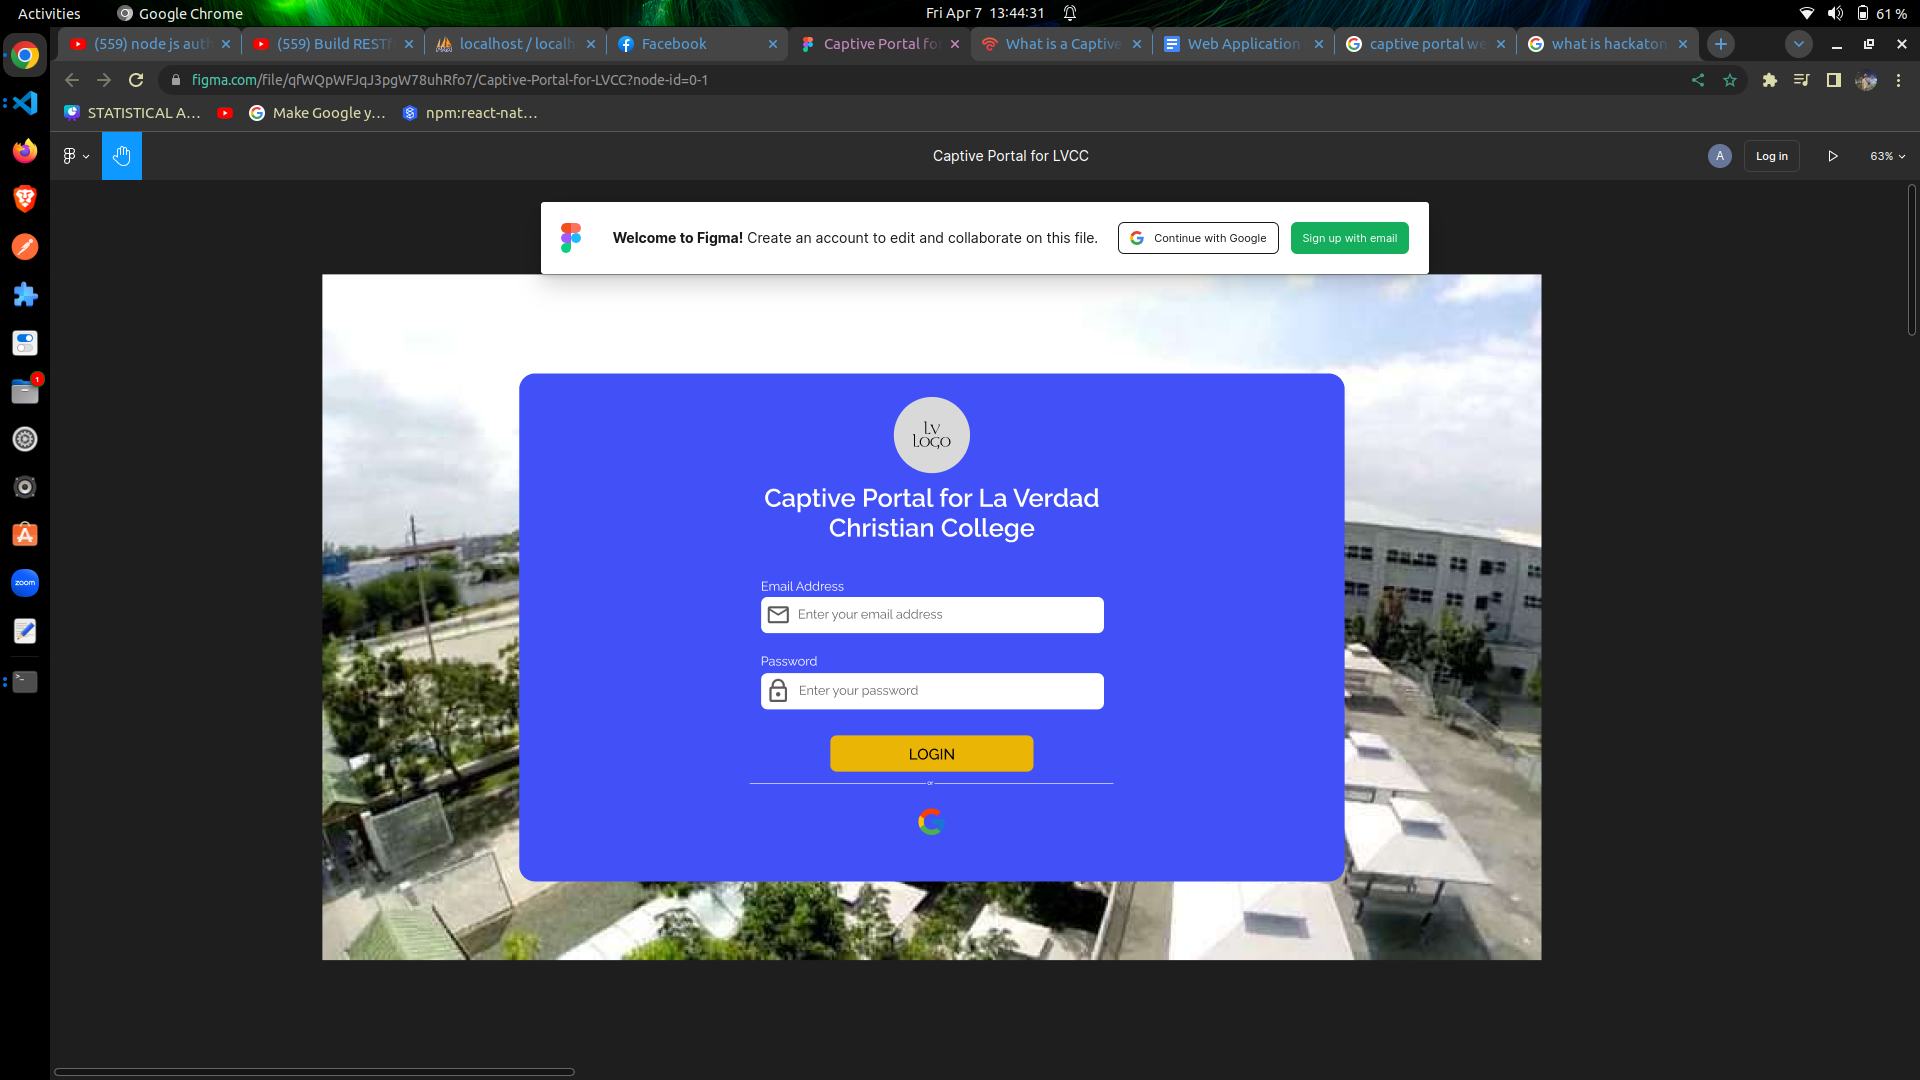 Activities
Google Chrome
Fri Apr 7 13:44:31
61 %
(559) node js auth
(559) Build RESTf
localhost / localh
Facebook
Captive Portal fo
What is a Captive
Web Application
captive portal we
what is hackaton
figma.com/file/qfWQpWFJqJ3pgW78uhRfo7/Captive-Portal-for-LVCC?node-id=0-1
STATISTICAL A...
Make Google y...
npm:react-nat...
Captive Portal for LVCC
A
Log in
63%
1
Welcome to Figma! Create an account to edit and collaborate on this file.
Continue with Google
Sign up with email
LV
LOGO
Captive Portal for La Verdad
Christian College
Email Address
Enter your email address
Password
Enter your password
LOGIN
or
zoom